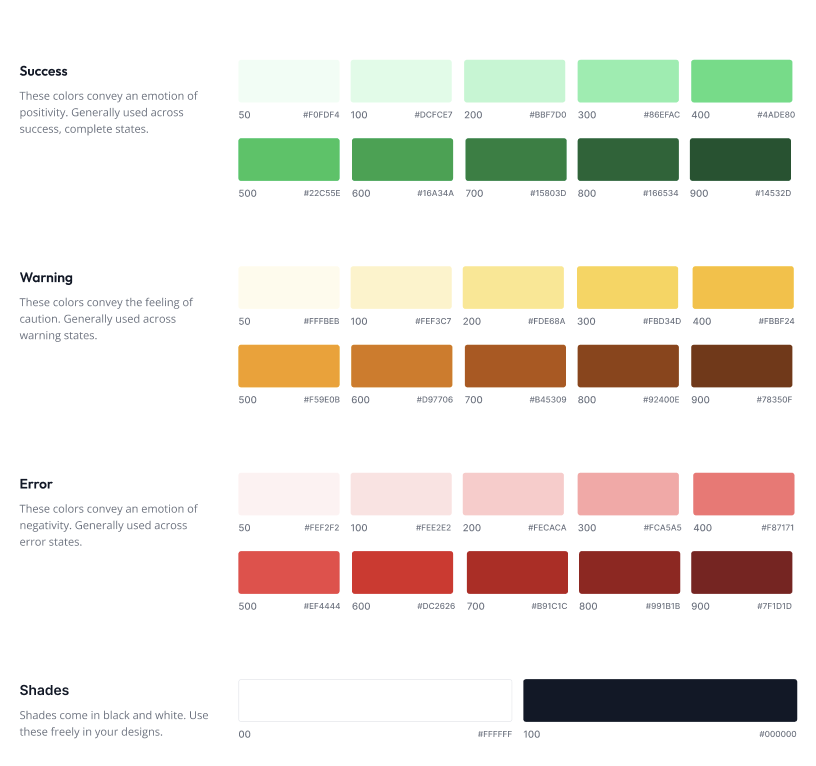 Success
These colors convey an emotion of
positivity. Generally used across
success, complete states.
50 #F0FDF4 100 #DCFCE7 200 #BBF7D0 300 #86EFAC 400 #4ADE80
500 #22C55E 600 #16A34A 700 #15803D 800 #166534 900 #14532D
Warning
These colors convey the feeling of
caution. Generally used across
warning states.
50 #FFFBEB 100 #FEF3C7 200 #FDE68A 300 #FBD34D 400 #FBBF24
500 #F59E0B 600 #D97706 700 #B45309 800 #92400E 900 #78350F
Error
These colors convey an emotion of
negativity. Generally used across
error states.
50 #FEF2F2 100 #FEE2E2 200 #FECACA 300 #FCA5A5 400 #F87171
500 #EF4444 600 #DC2626 700 #B91C1C 800 #991B1B 900 #7F1D1D
Shades
Shades come in black and white. Use
these freely in your designs.
00 #FFFFFF 100 #000000